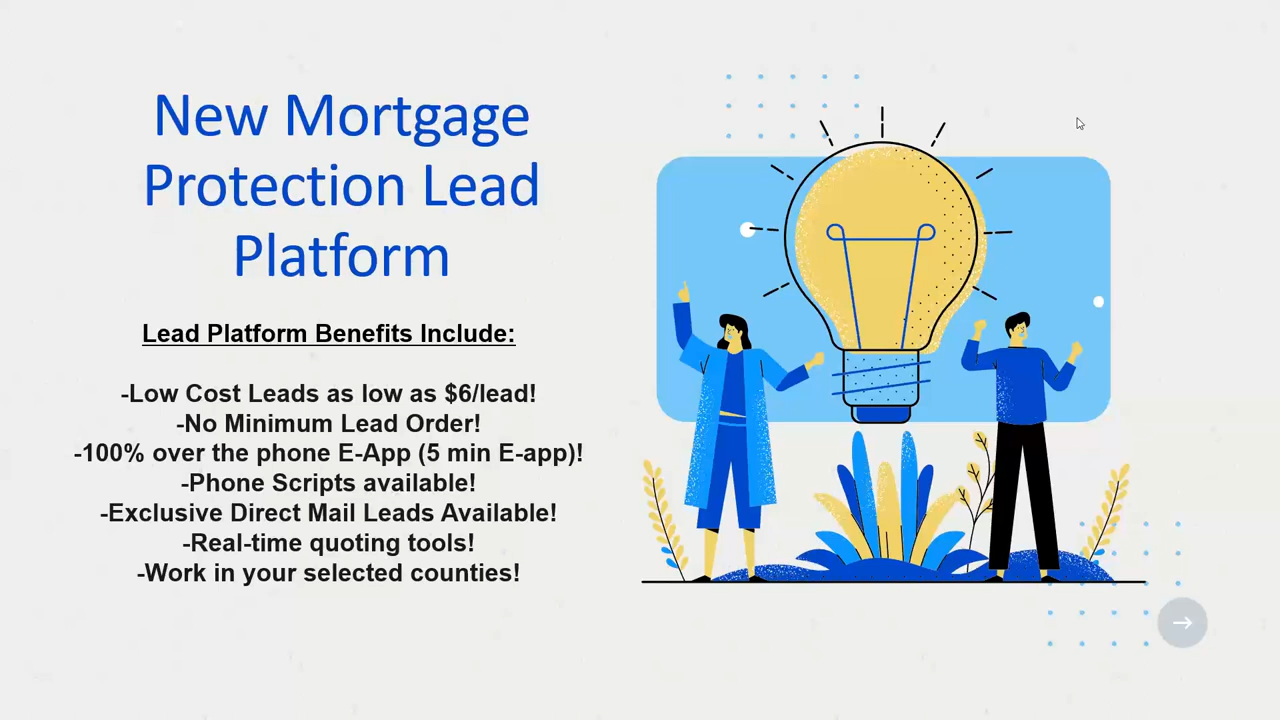 New Mortgage
Protection Lead
Platform
Lead Platform Benefits Include:
-Low Cost Leads as low as $6/lead!
-No Minimum Lead Order!
-100% over the phone E-App (5 min E-app)!
-Phone Scripts available!
-Exclusive Direct Mail Leads Available!
-Real-time quoting tools!
-Work in your selected counties!